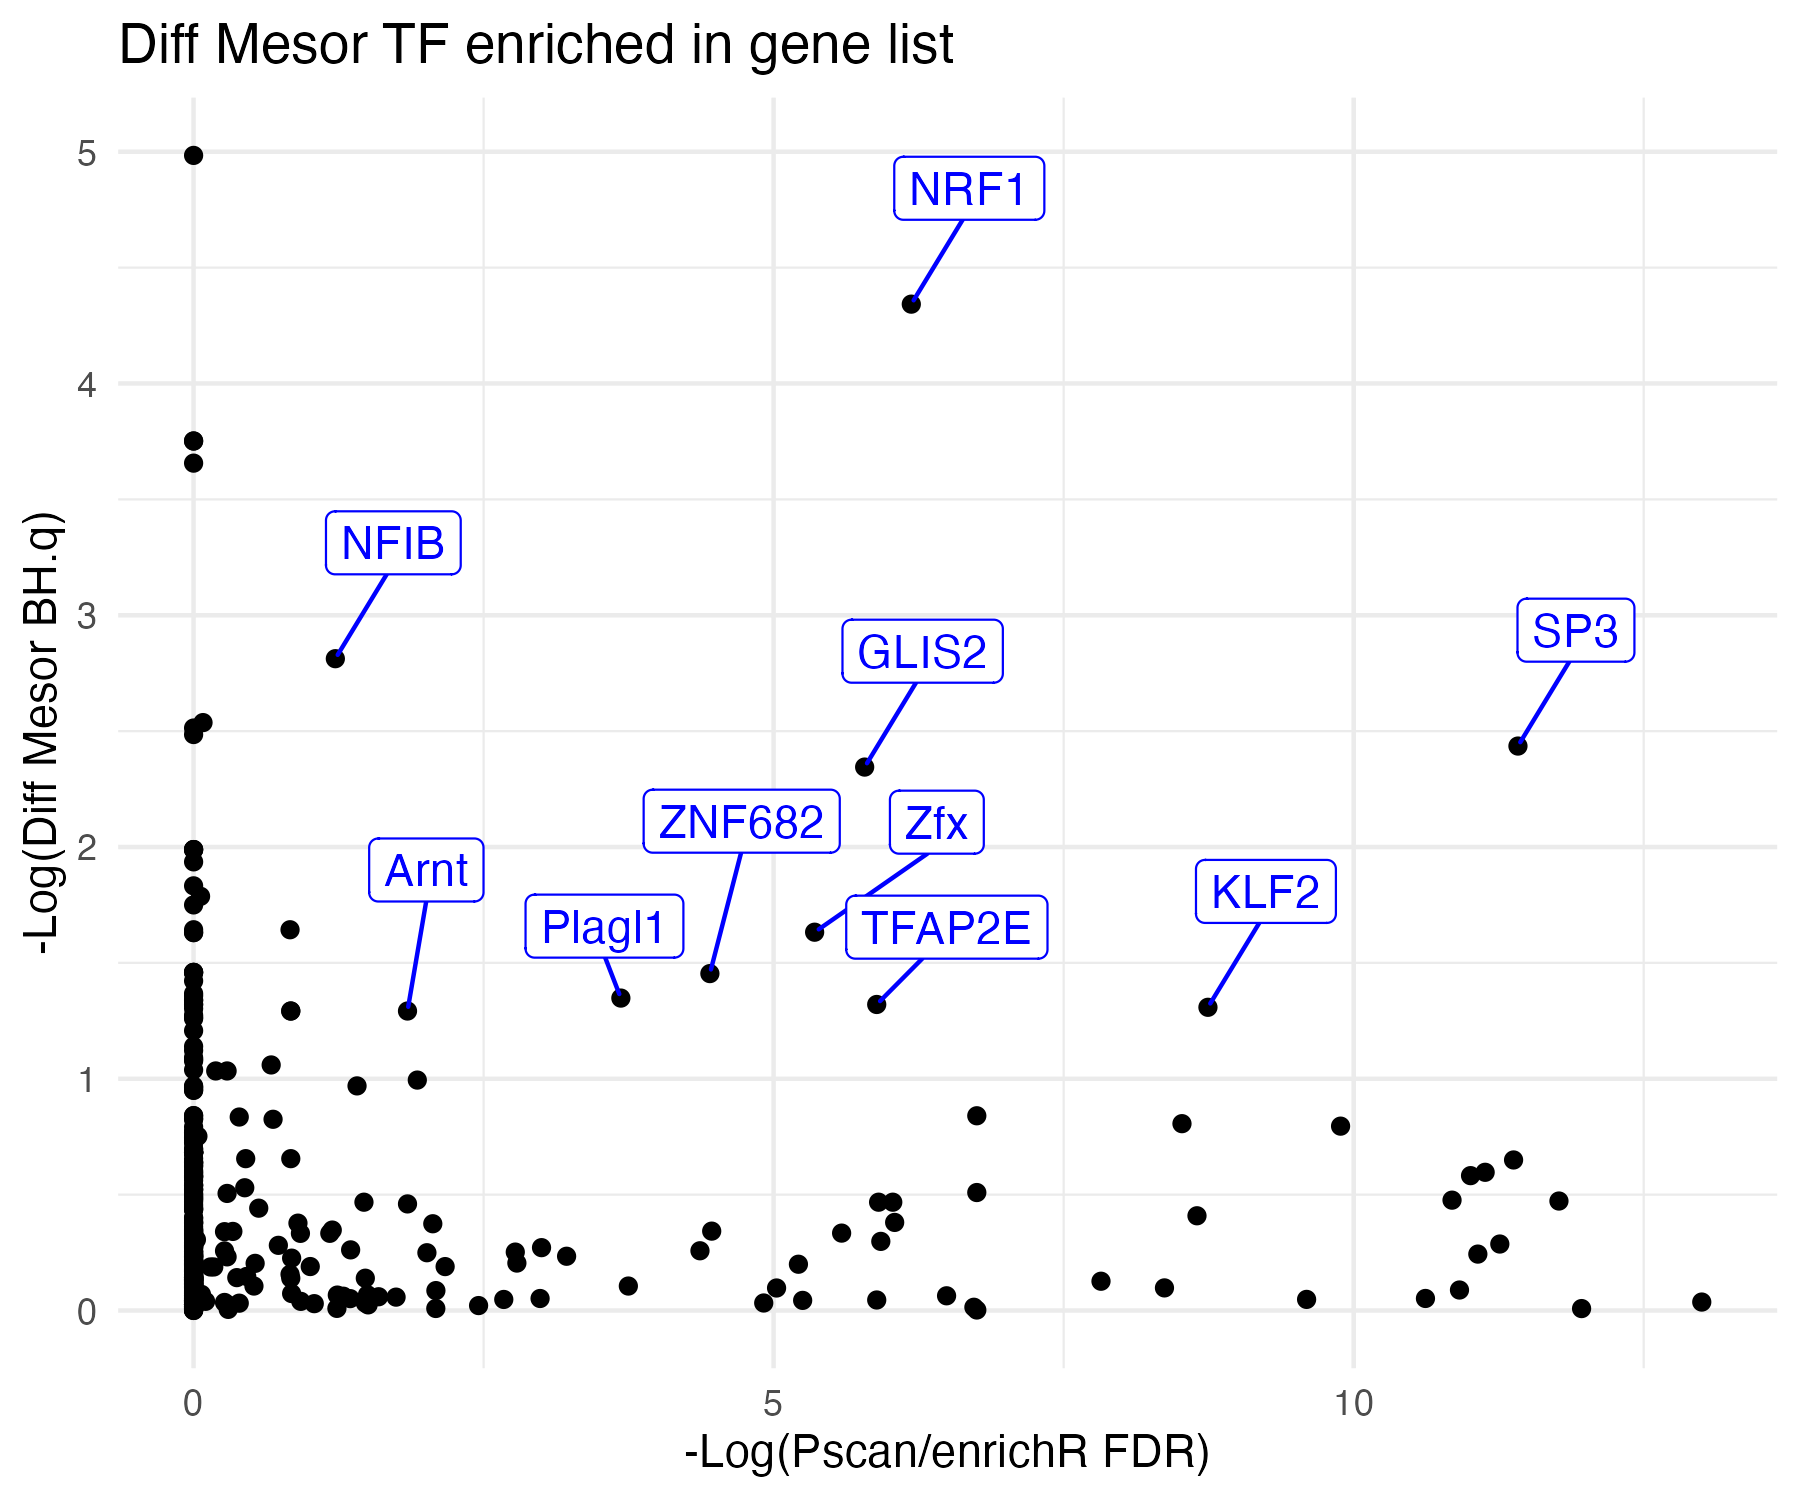 Diff Mesor TF enriched in gene list
-Log(Diff Mesor BH.q)
5
4
3
2
1
0
NRF1
NFIB
SP3
GLIS2
ZNF682
Zfx
Arnt
KLF2
Plagl1
TFAP2E
0
5
10
-Log(Pscan/enrichR FDR)